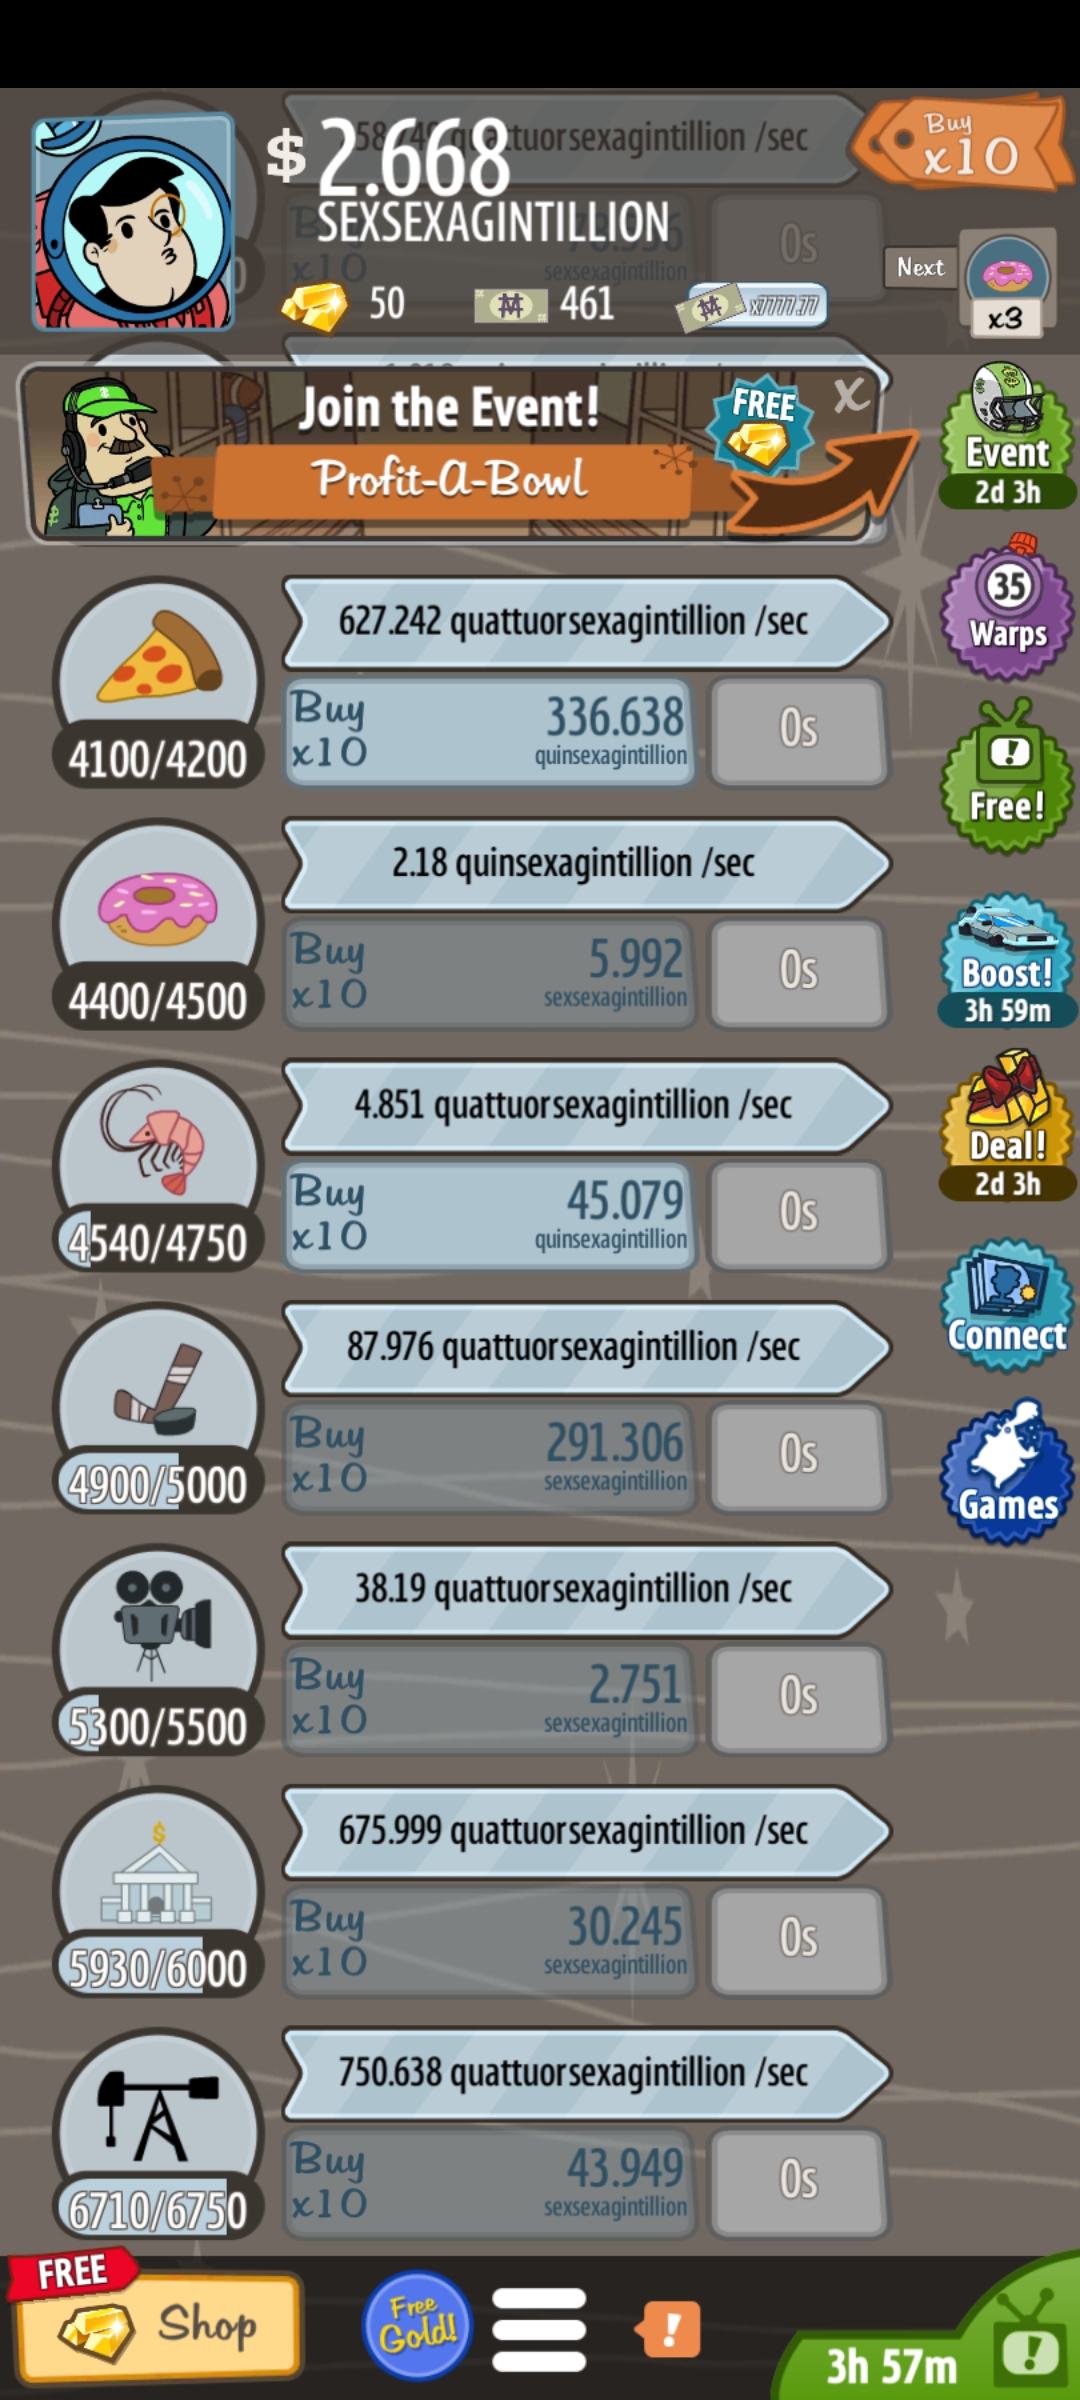 $ 2.668
SEXSEXAGINTILLION
Buy
x10
0s
sexsexagintillion
x10
Next
x3
50
461
x7777.77
Join the Event!
Profit-A-Bowl
FREE
X
Event
2d 3h
627.242 quattuorsexagintillion /sec
Buy
x10
336.638
quinsexagintillion
0s
4100/4200
35
Warps
Free!
2.18 quinsexagintillion /sec
Buy
x10
5.992
sexsexagintillion
0s
4400/4500
Boost!
3h 59m
4.851 quattuorsexagintillion /sec
Buy
x10
45.079
quinsexagintillion
0s
4540/4750
Deal!
2d 3h
87.976 quattuorsexagintillion /sec
Buy
x10
291.306
sexsexagintillion
0s
4900/5000
Connect
Games
38.19 quattuorsexagintillion /sec
Buy
x10
2.751
sexsexagintillion
0s
5300/5500
675.999 quattuorsexagintillion /sec
Buy
x10
30.245
sexsexagintillion
0s
5930/6000
750.638 quattuorsexagintillion /sec
Buy
x10
43.949
sexsexagintillion
0s
6710/6750
FREE
Shop
Free
Gold!
!
3h 57m
!